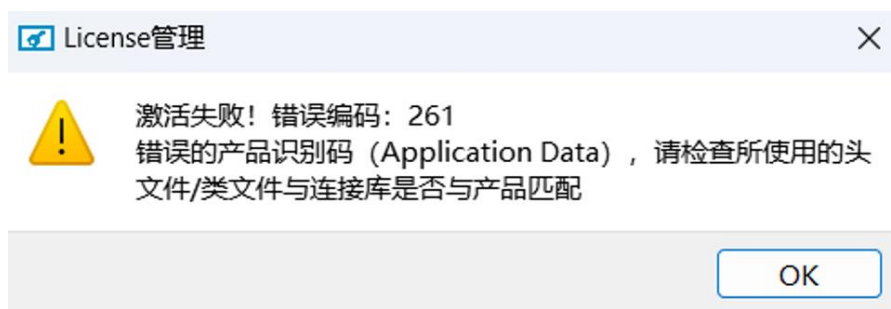 License管理
激活失败！错误编码：261
错误的产品识别码（Application Data），请检查所使用的头
文件/类文件与连接库是否与产品匹配
OK